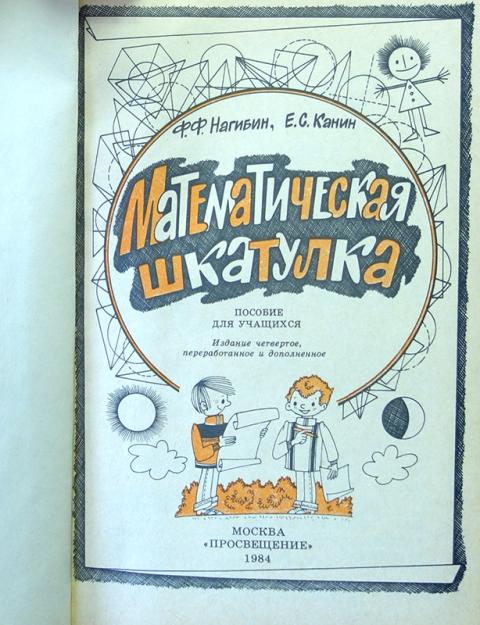 Ф.Ф. Нагибин, Е.С. Канин
Математическая
шкатулка
ПОСОБИЕ
ДЛЯ УЧАЩИХСЯ
Издание четвертое,
переработанное и дополненное
МОСКВА
«ПРОСВЕЩЕНИЕ»
1984